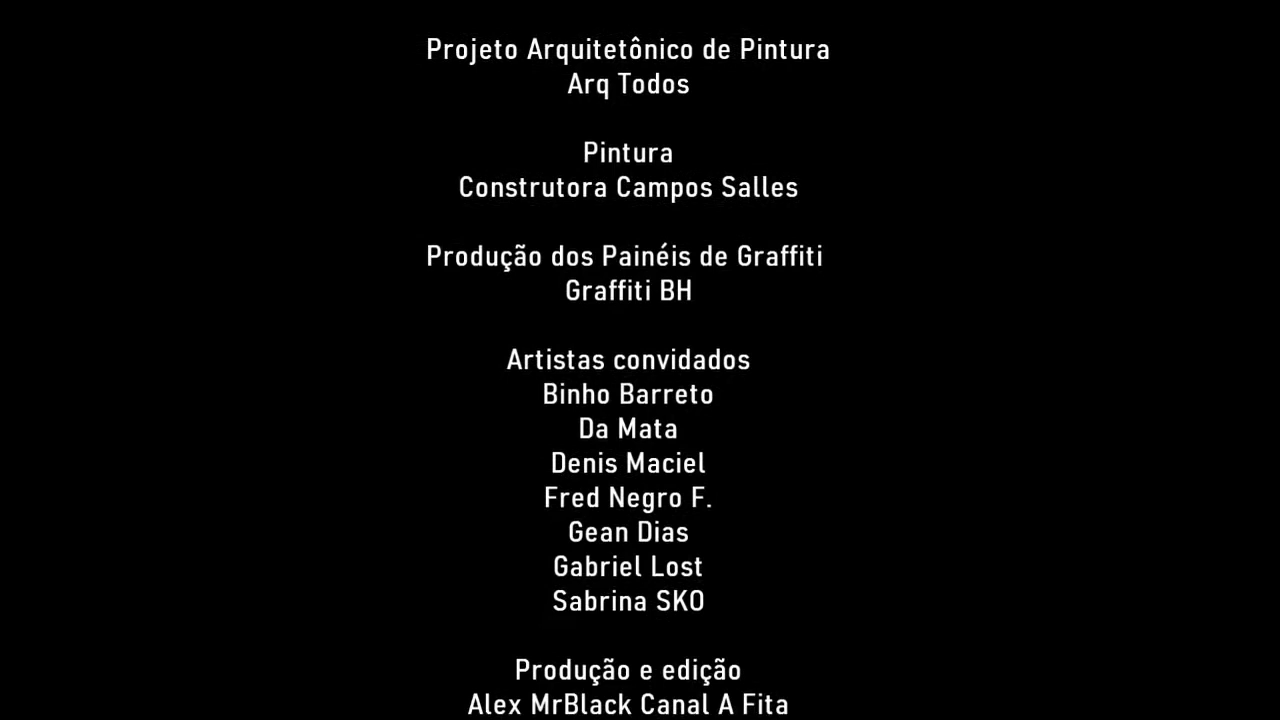 Projeto Arquitetônico de Pintura
Arq Todos
Pintura
Construtora Campos Salles
Produção dos Painéis de Graffiti
Graffiti BH
Artistas convidados
Binho Barreto
Da Mata
Denis Maciel
Fred Negro F.
Gean Dias
Gabriel Lost
Sabrina SKO
Produção e edição
Alex MrBlack Canal A Fita